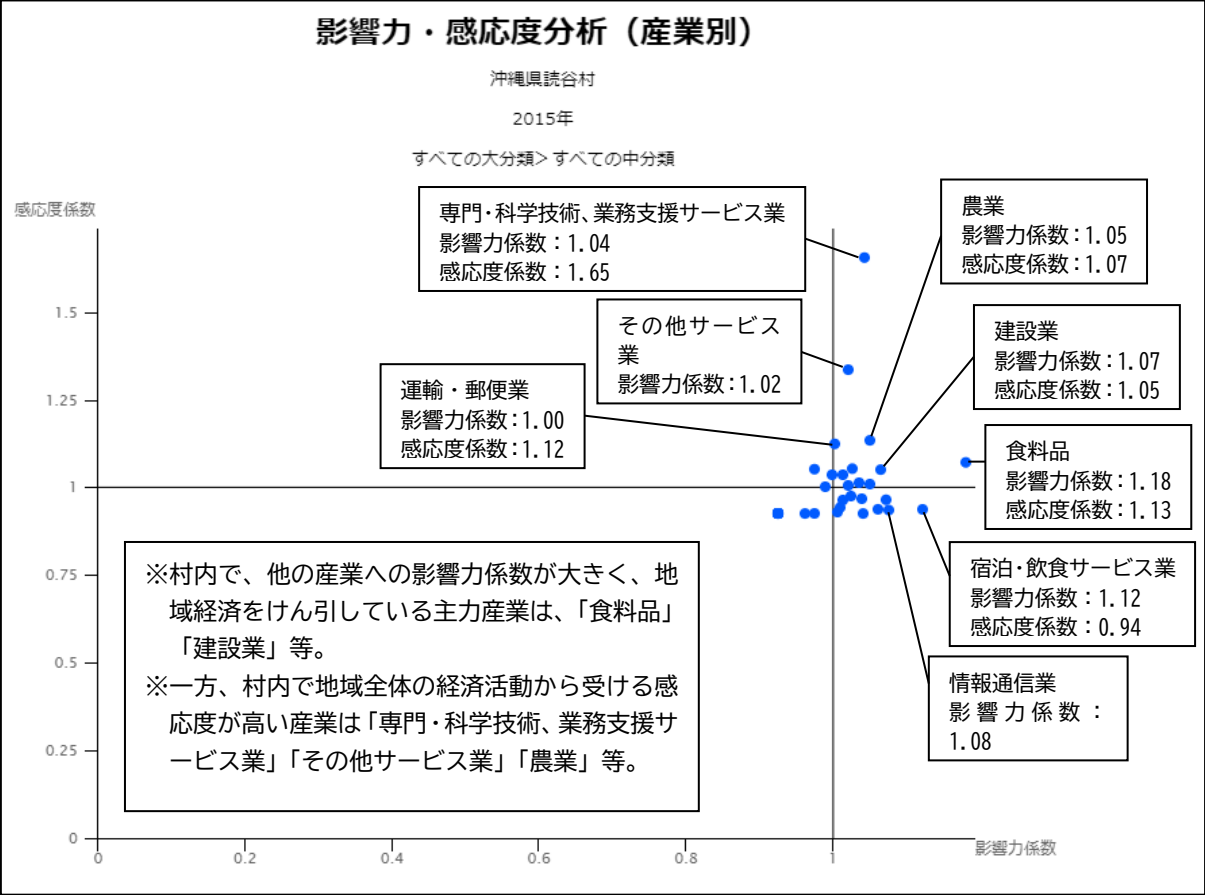 影響力・感応度分析（産業別）
沖縄県読谷村
2015年
すべての大分類＞すべての中分類
感応度係数
専門・科学技術、業務支援サービス業
影響力係数：1.04
感応度係数：1.65
農業
影響力係数：1.05
感応度係数：1.07
その他サービス
業
影響力係数：1.02
建設業
影響力係数：1.07
感応度係数：1.05
運輸・郵便業
影響力係数：1.00
感応度係数：1.12
食料品
影響力係数：1.18
感応度係数：1.13
宿泊・飲食サービス業
影響力係数：1.12
感応度係数：0.94
情報通信業
影響力係数：
1.08
※村内で、他の産業への影響力係数が大きく、地
域経済をけん引している主力産業は、「食料品」
「建設業」等。
※一方、村内で地域全体の経済活動から受ける感
応度が高い産業は「専門・科学技術、業務支援サ
ービス業」「その他サービス業」「農業」等。
1.5
1.25
1
0.75
0.5
0.25
0
0
0.2
0.4
0.6
0.8
1
影響力係数